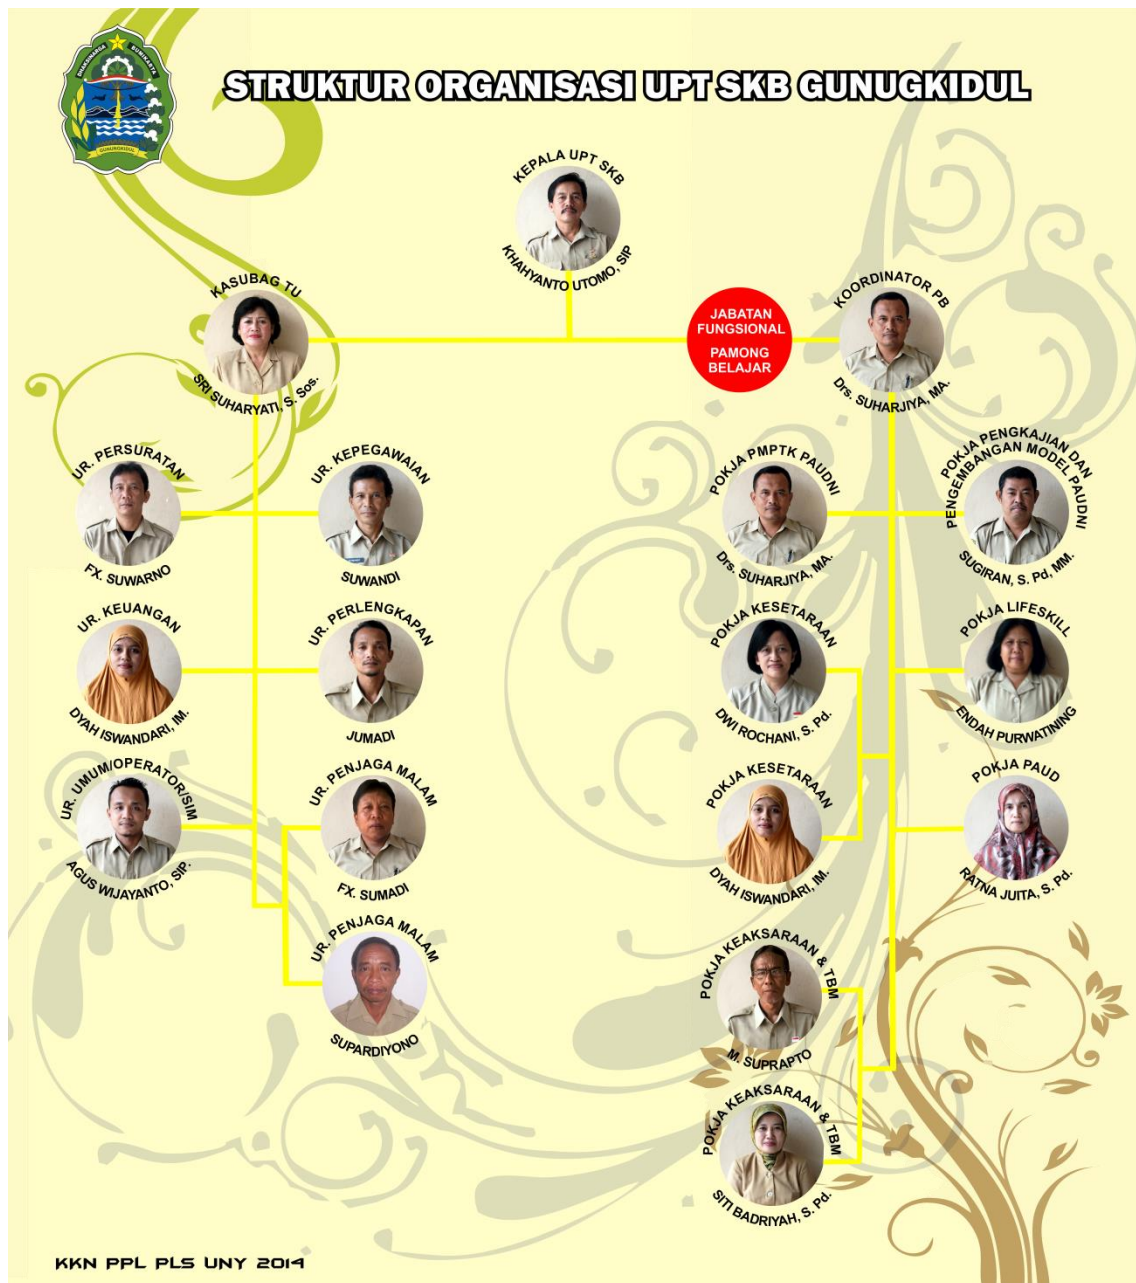 DHAKSINARGA BUMIKARTA
GUNUNGKIDUL
STRUKTUR ORGANISASI UPT SKB GUNUGKIDUL
KEPALA UPT SKB
KHAHYANTO UTOMO, SIP
KASUBAG TU
SRI SUHARYATI, S. Sos.
JABATAN
FUNGSIONAL
PAMONG
BELAJAR
KOORDINATOR PB
Drs. SUHARJIYA, MA.
UR. PERSURATAN
FX. SUWARNO
UR. KEPEGAWAIAN
SUWANDI
UR. KEUANGAN
DYAH ISWANDARI, IM.
UR. PERLENGKAPAN
JUMADI
UR. UMUM/OPERATOR/SIM
AGUS WIJAYANTO, SIP.
UR. PENJAGA MALAM
FX. SUMADI
UR. PENJAGA MALAM
SUPARDIYONO
POKJA PMPTK PAUDNI
Drs. SUHARJIYA, MA.
POKJA PENGKAJIAN DAN
PENGEMBANGAN MODEL PAUDNI
SUGIRAN, S. Pd, MM.
POKJA KESETARAAN
DWI ROCHANI, S. Pd.
POKJA LIFESKILL
ENDAH PURWATINING
POKJA KESETARAAN
DYAH ISWANDARI, IM.
POKJA PAUD
RATNA JUITA, S. Pd.
POKJA KEAKSARAAN & TBM
M. SUPRAPTO
POKJA KEAKSARAAN & TBM
SITI BADRIYAH, S. Pd.
KKN PPL PLS UNY 2014